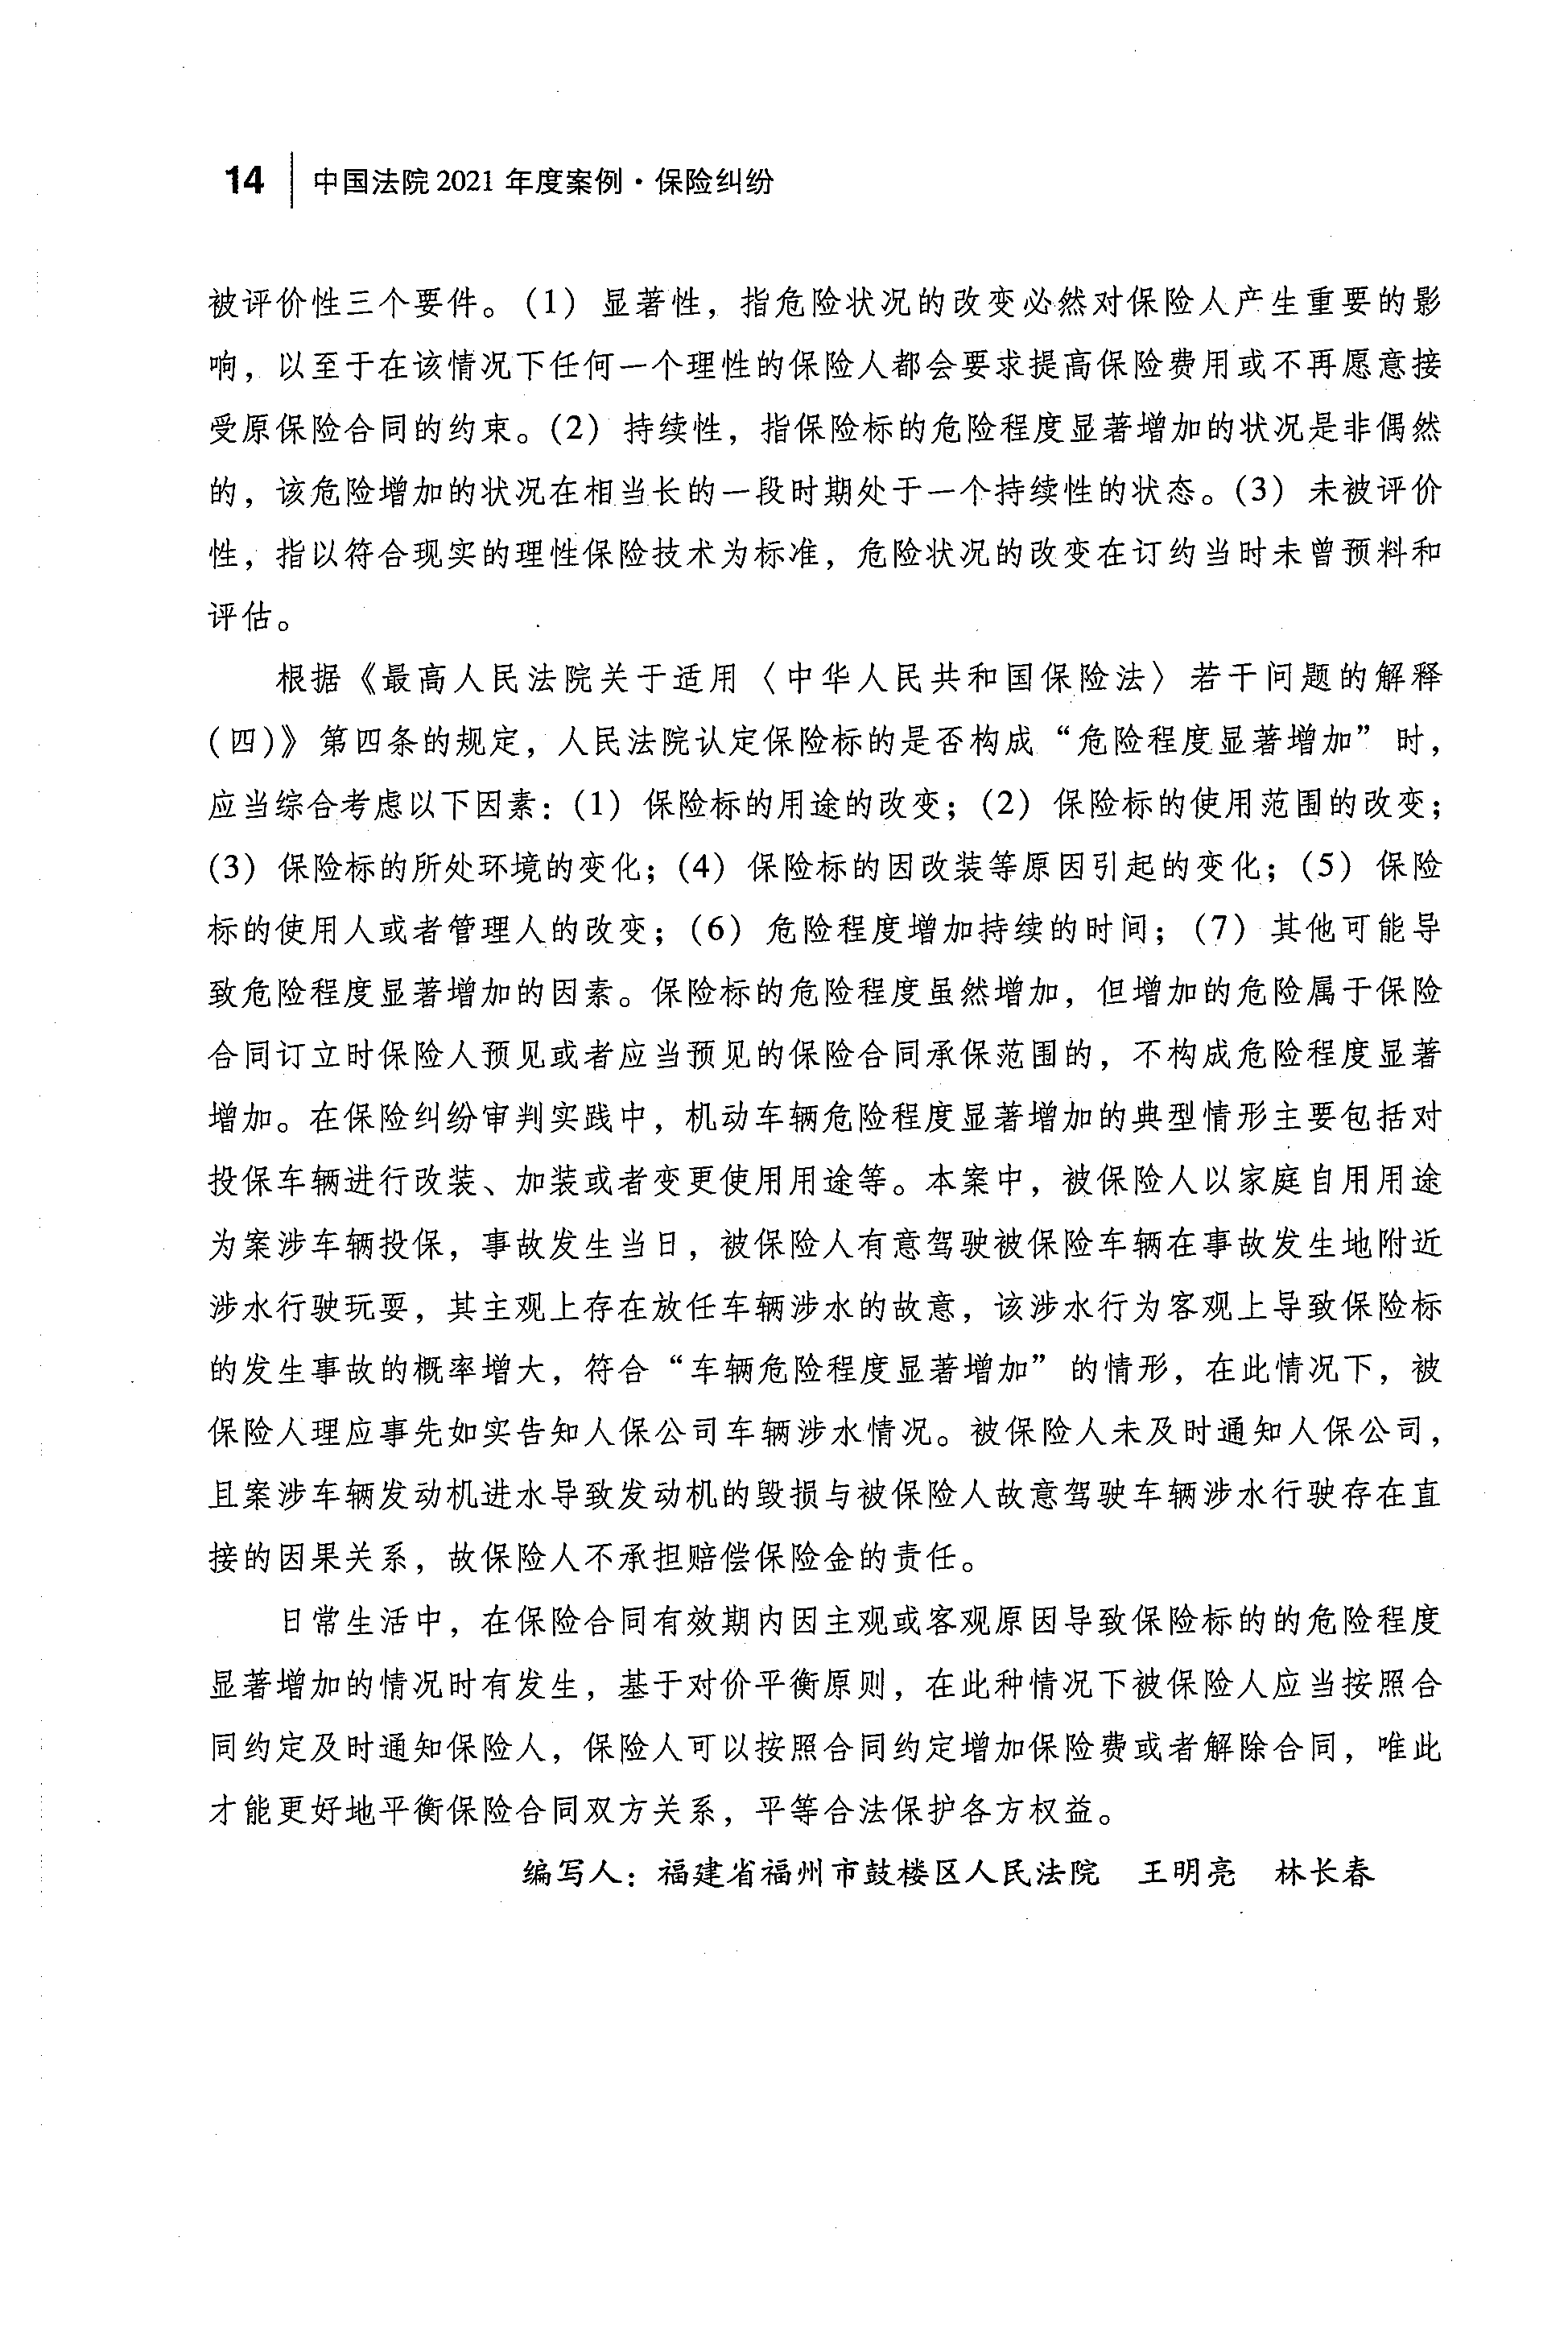 14 中国法院2021年度案例·保险纠纷
被评价性三个要件。(1) 显著性，指危险状况的改变必然对保险人产生重要的影
响，以至于在该情况下任何一个理性的保险人都会要求提高保险费用或不再愿意接
受原保险合同的约束。(2) 持续性，指保险标的危险程度显著增加的状况是非偶然
的，该危险增加的状况在相当长的一段时期处于一个持续性的状态。(3) 未被评价
性，指以符合现实的理性保险技术为标准，危险状况的改变在订约当时未曾预料和
评估。
根据《最高人民法院关于适用〈中华人民共和国保险法〉若干问题的解释
(四)》第四条的规定，人民法院认定保险标的是否构成“危险程度显著增加”时，
应当综合考虑以下因素：(1) 保险标的用途的改变；(2) 保险标的使用范围的改变；
(3) 保险标的所处环境的变化；(4) 保险标的因改装等原因引起的变化；(5) 保险
标的使用人或者管理人的改变；(6) 危险程度增加持续的时间；(7) 其他可能导
致危险程度显著增加的因素。保险标的危险程度虽然增加，但增加的危险属于保险
合同订立时保险人预见或者应当预见的保险合同承保范围的，不构成危险程度显著
增加。在保险纠纷审判实践中，机动车辆危险程度显著增加的典型情形主要包括对
投保车辆进行改装、加装或者变更使用用途等。本案中，被保险人以家庭自用用途
为案涉车辆投保，事故发生当日，被保险人有意驾驶被保险车辆在事故发生地附近
涉水行驶玩耍，其主观上存在放任车辆涉水的故意，该涉水行为客观上导致保险标
的发生事故的概率增大，符合“车辆危险程度显著增加”的情形，在此情况下，被
保险人理应事先如实告知人保公司车辆涉水情况。被保险人未及时通知人保公司，
且案涉车辆发动机进水导致发动机的毁损与被保险人故意驾驶车辆涉水行驶存在直
接的因果关系，故保险人不承担赔偿保险金的责任。
日常生活中，在保险合同有效期内因主观或客观原因导致保险标的的危险程度
显著增加的情况时有发生，基于对价平衡原则，在此种情况下被保险人应当按照合
同约定及时通知保险人，保险人可以按照合同约定增加保险费或者解除合同，唯此
才能更好地平衡保险合同双方关系，平等合法保护各方权益。
编写人：福建省福州市鼓楼区人民法院 王明亮 林长春